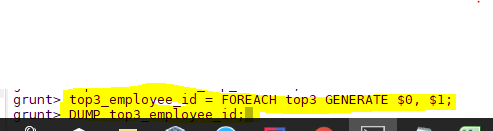 grunt> top3_employee_id = FOREACH top3 GENERATE $0, $1;
grunt> DUMP top3_employee_id;